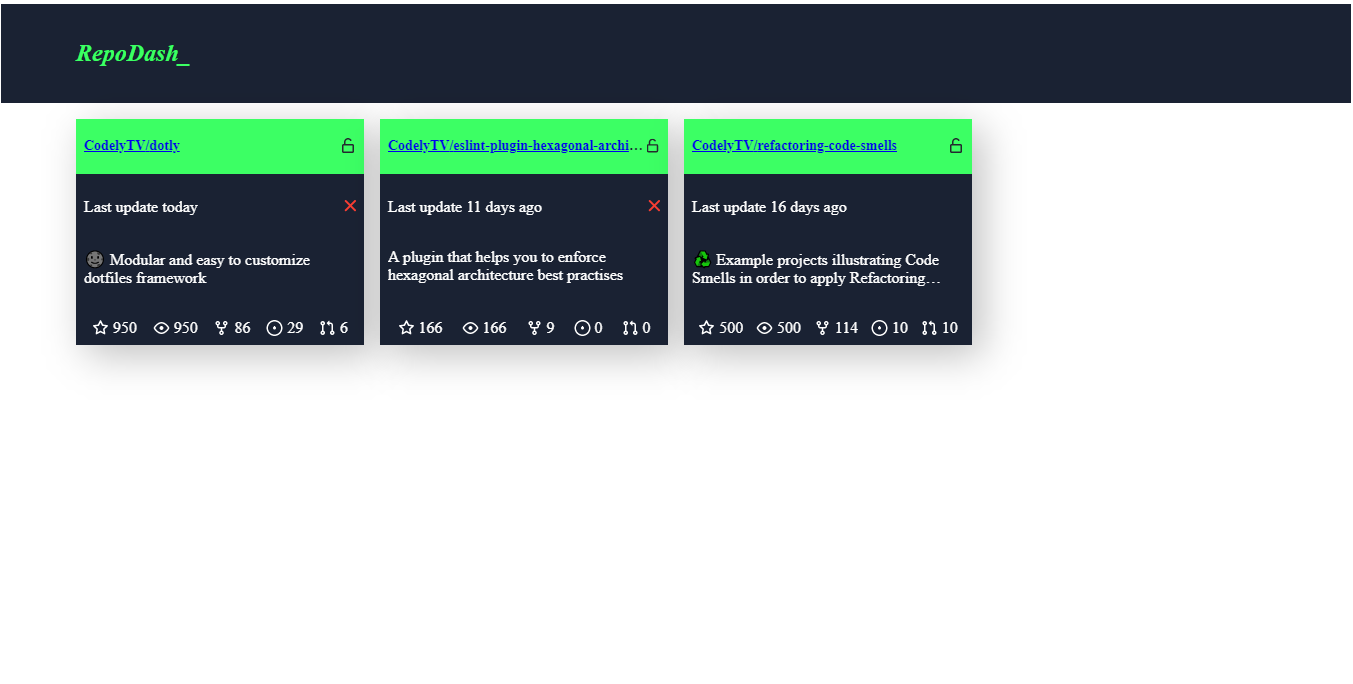 RepoDash_
CodelyTV/dotly
Last update today
Modular and easy to customize
dotfiles framework
950 950 86 29 6
CodelyTV/eslint-plugin-hexagonal-archi...
Last update 11 days ago
A plugin that helps you to enforce
hexagonal architecture best practises
166 166 9 0 0
CodelyTV/refactoring-code-smells
Last update 16 days ago
Example projects illustrating Code
Smells in order to apply Refactoring...
500 500 114 10 10